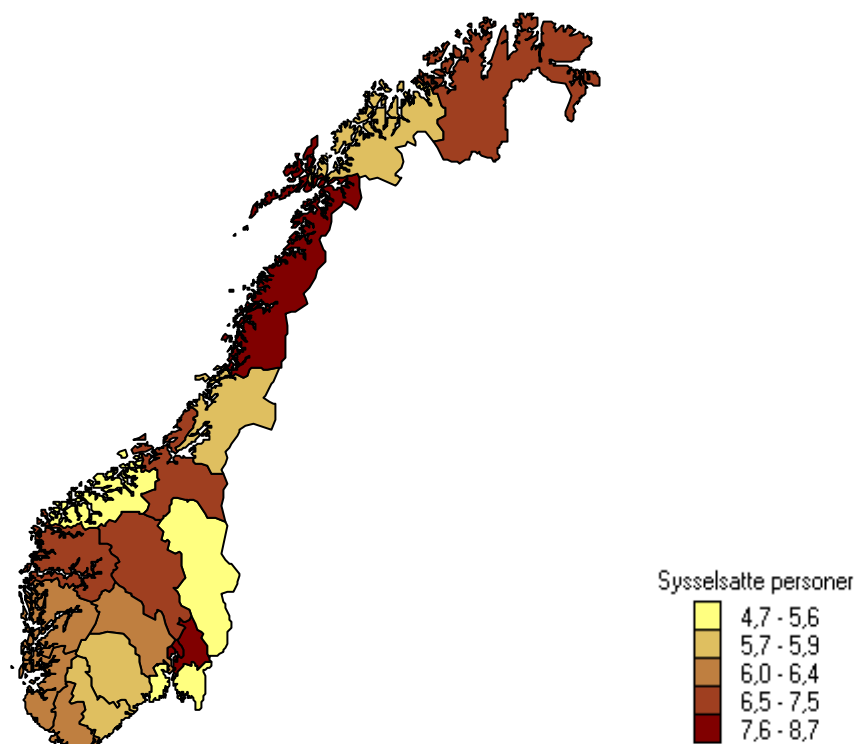 Sysselsatte personer
4,7 - 5,6
5,7 - 5,9
6,0 - 6,4
6,5 - 7,5
7,6 - 8,7